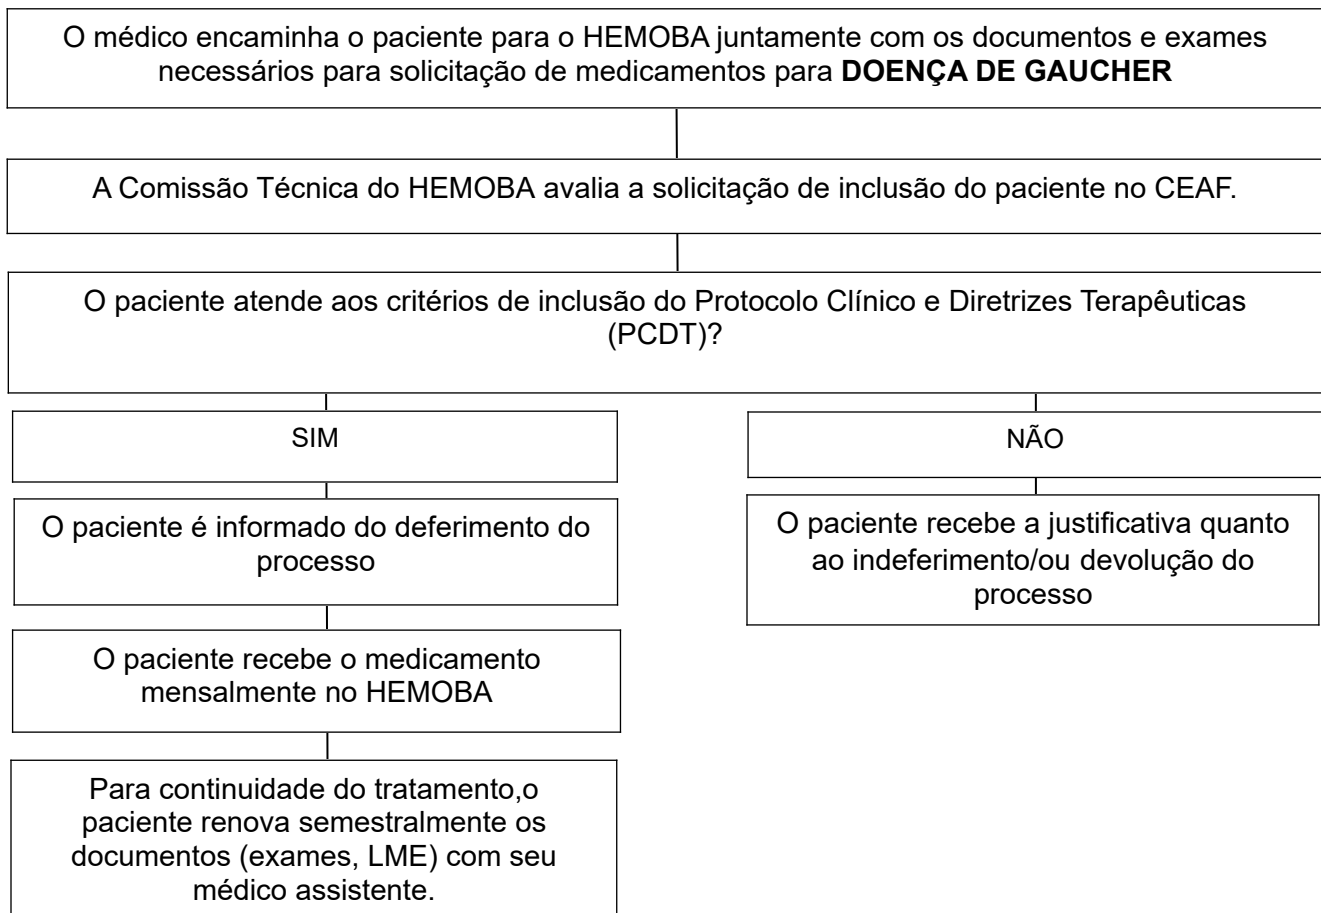 O médico encaminha o paciente para o HEMOBA juntamente com os documentos e exames
necessários para solicitação de medicamentos para DOENÇA DE GAUCHER
A Comissão Técnica do HEMOBA avalia a solicitação de inclusão do paciente no CEAF.
O paciente atende aos critérios de inclusão do Protocolo Clínico e Diretrizes Terapêuticas
(PCDT)?
SIM
O paciente é informado do deferimento do
processo
O paciente recebe o medicamento
mensalmente no HEMOBA
Para continuidade do tratamento,o
paciente renova semestralmente os
documentos (exames, LME) com seu
médico assistente.
NÃO
O paciente recebe a justificativa quanto
ao indeferimento/ou devolução do
processo